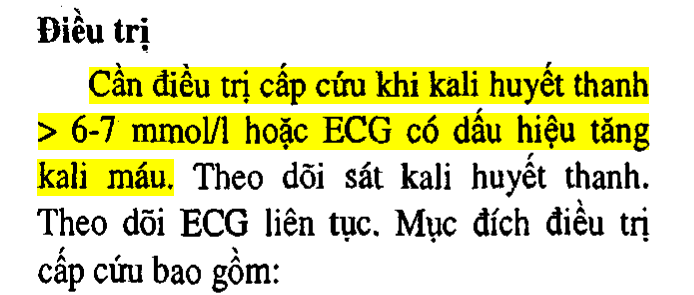 Điều trị
Cần điều trị cấp cứu khi kali huyết thanh
> 6-7 mmol/l hoặc ECG có dấu hiệu tăng
kali máu. Theo dõi sát kali huyết thanh.
Theo dõi ECG liên tục. Mục đích điều trị
cấp cứu bao gồm: